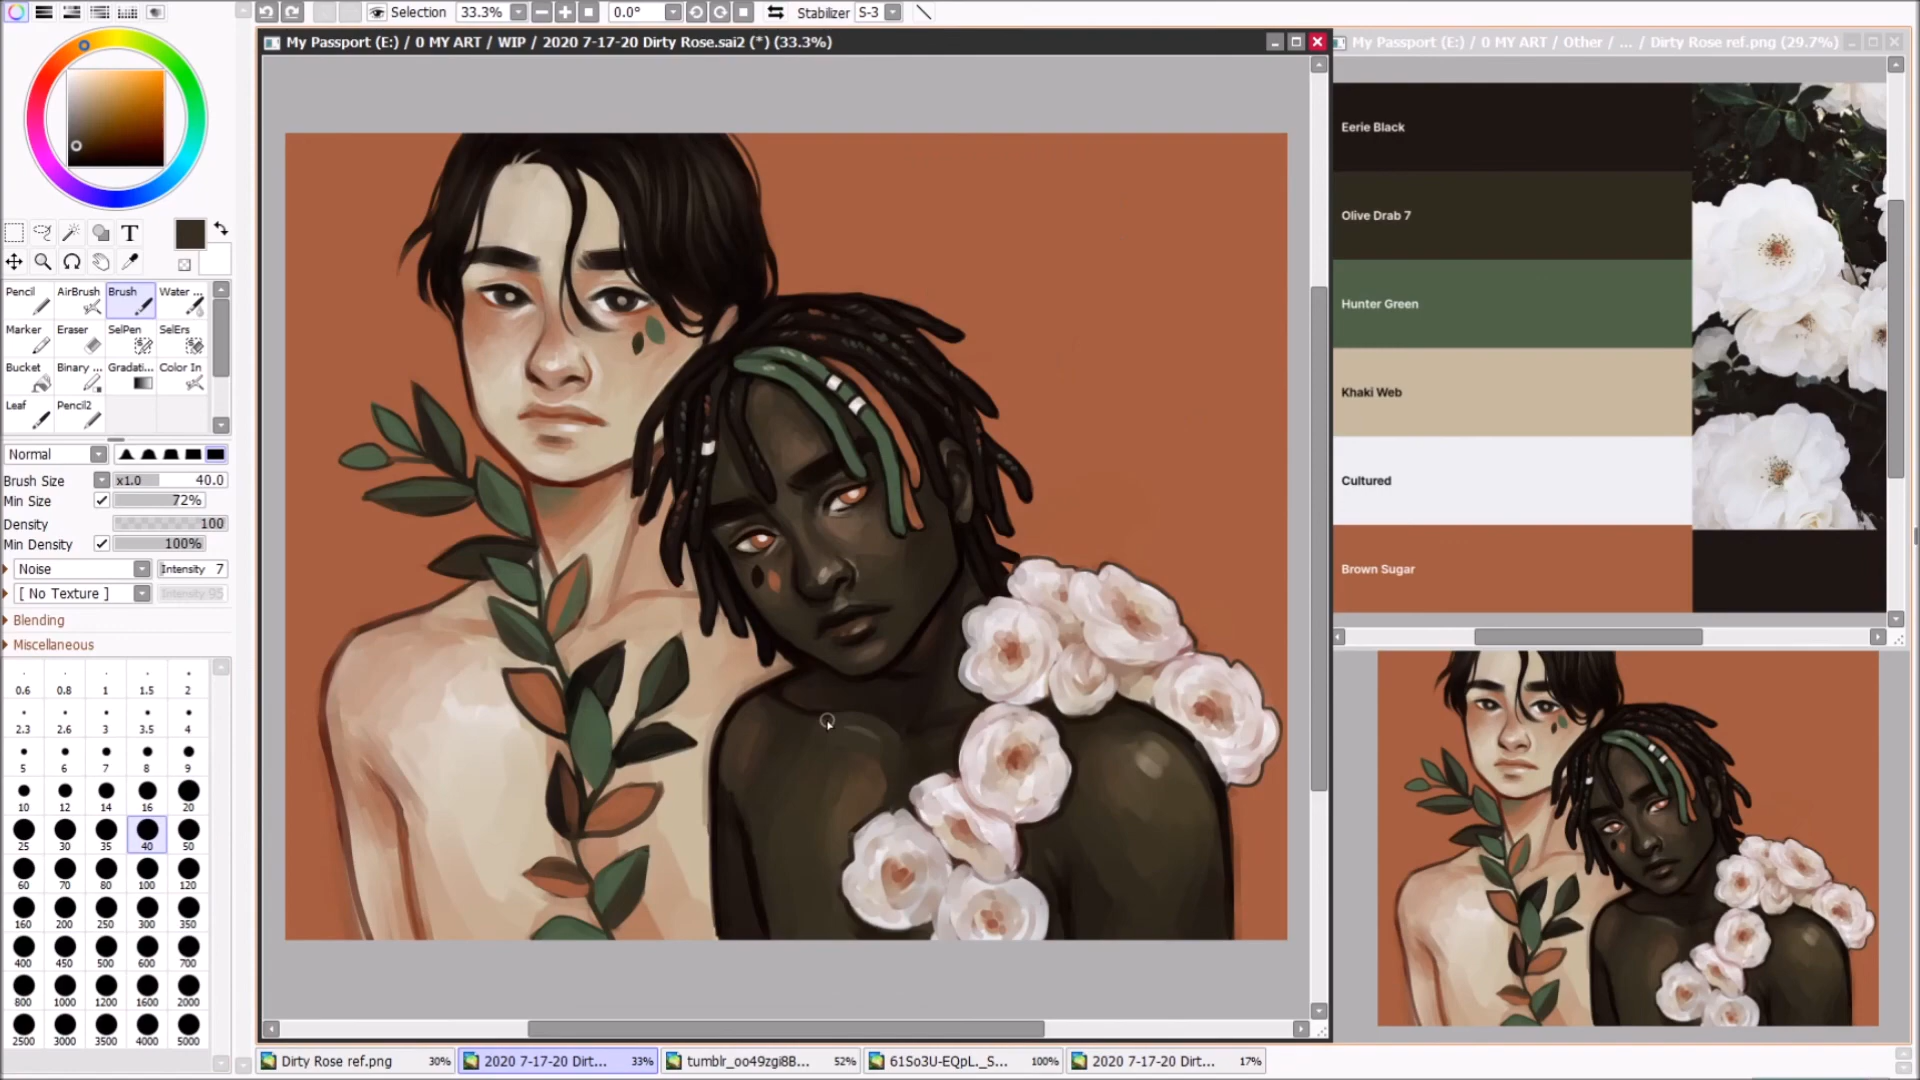 Selection 33.3% 0.0° Stabilizer S-3
My Passport (E:) / 0 MY ART / WIP / 2020 7-17-20 Dirty Rose.sai2 (*) (33.3%)
My Passport (E:) / 0 MY ART / Other / ... / Dirty Rose ref.png (29.7%)
Eerie Black
Olive Drab 7
Hunter Green
Khaki Web
Cultured
Brown Sugar
T
Pencil AirBrush Brush Water ...
Marker Eraser SelPen SelErs
Bucket Binary ... Gradati... Color In
Leaf Pencil2
Normal
Brush Size x1.0 40.0
Min Size 72%
Density 100
Min Density 100%
Noise Intensity 7
[ No Texture ] Intensity 95
Blending
Miscellaneous
0.6 0.8 1 1.5 2
2.3 2.6 3 3.5 4
5 6 7 8 9
10 12 14 16 20
25 30 35 40 50
60 70 80 100 120
160 200 250 300 350
400 450 500 600 700
800 1000 1200 1600 2000
2500 3000 3500 4000 5000
Dirty Rose ref.png 30% 2020 7-17-20 Dirt... 33% tumblr_oo49zgi8B... 52% 61So3U-EQpL._S... 100% 2020 7-17-20 Dirt... 17%